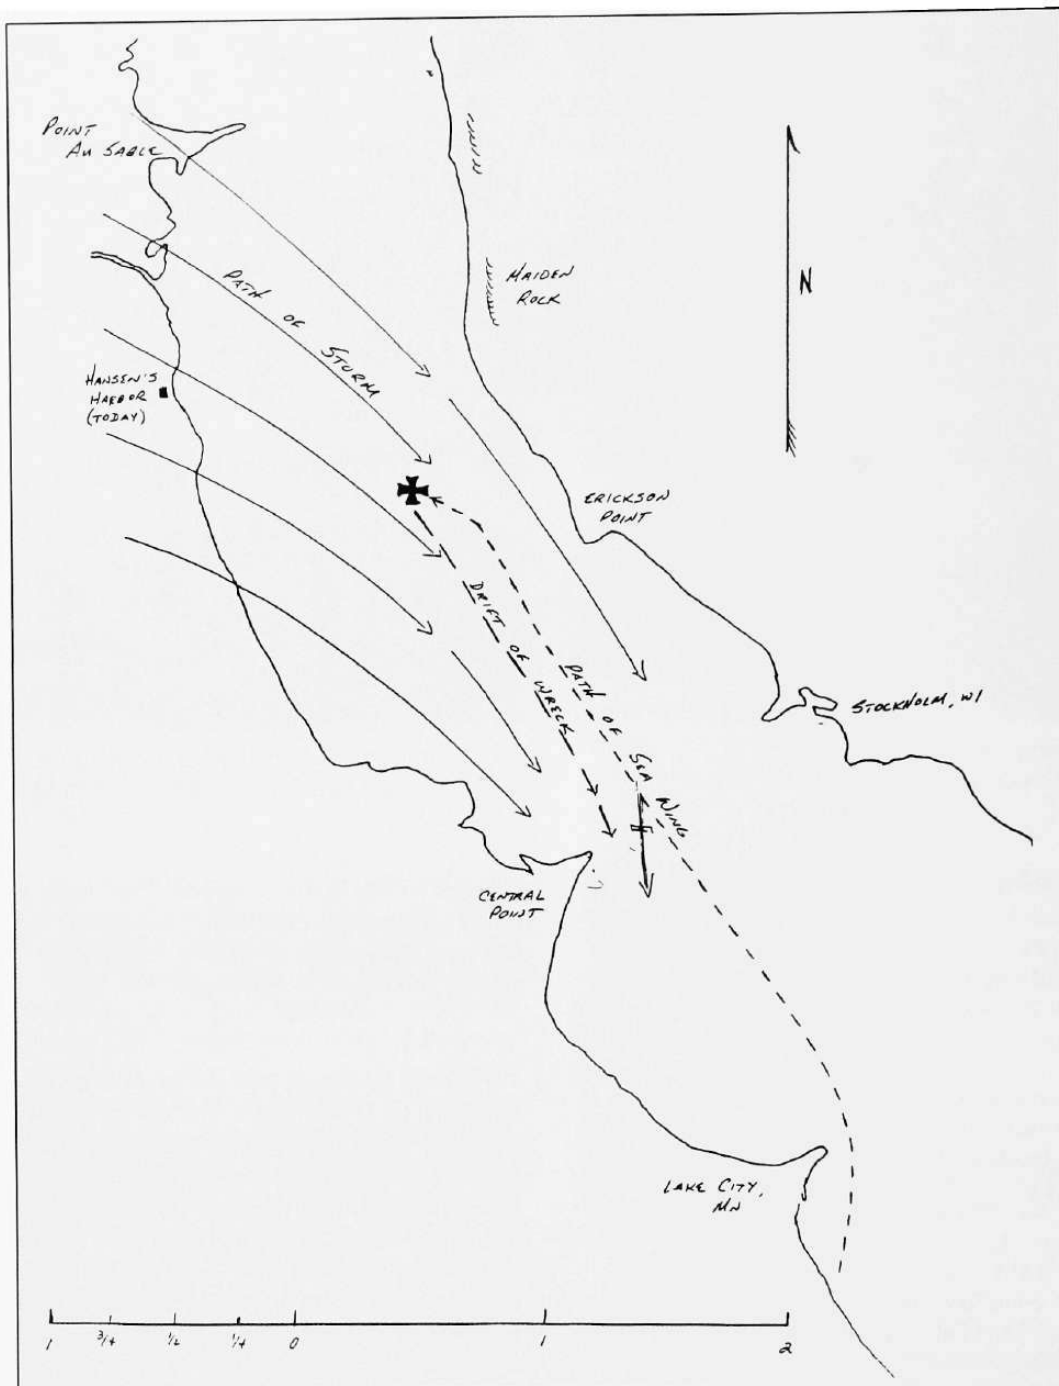 POINT
AU SABLE
PATH OF STORM
MAIDEN
ROCK
N
HANSEN'S
HARBOR
(TODAY)
ERICKSON
POINT
DRIFT OF WRECK
PATH OF SEA WING
STOCKHOLM, WI
CENTRAL
POINT
LAKE CITY,
MN
1 3/4 1/2 1/4 0 1 2